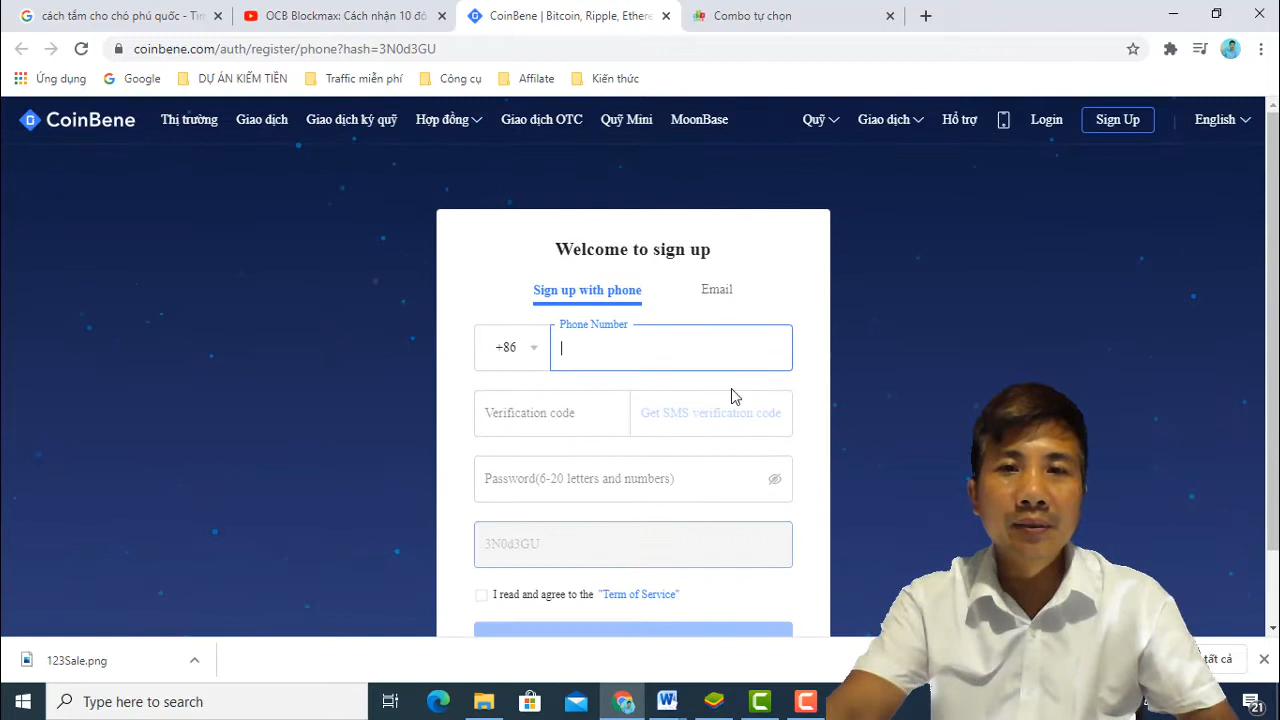 cách tắm cho chó phú quốc - Tìm
OCB Blockmax: Cách nhận 10 đô
CoinBene | Bitcoin, Ripple, Ethere
Combo tự chọn
coinbene.com/auth/register/phone?hash=3N0d3GU
Ứng dụng
Google
DỰ ÁN KIẾM TIỀN
Traffic miễn phí
Công cụ
Affilate
Kiến thức
CoinBene
Thị trường
Giao dịch
Giao dịch ký quỹ
Hợp đồng
Giao dịch OTC
Quỹ Mini
MoonBase
Quỹ
Giao dịch
Hỗ trợ
Login
Sign Up
English
Welcome to sign up
Sign up with phone
Email
Phone Number
+86
Verification code
Get SMS verification code
Password(6-20 letters and numbers)
3N0d3GU
I read and agree to the "Term of Service"
123Sale.png
tất cả
Type here to search
21